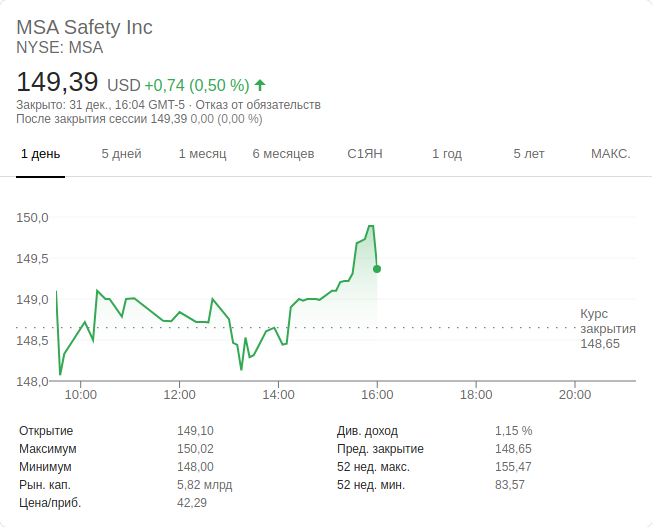 MSA Safety Inc
NYSE: MSA
149,39 USD +0,74 (0,50 %)
Закрыто: 31 дек., 16:04 GMT-5 · Отказ от обязательств
После закрытия сессии 149,39 0,00 (0,00 %)
1 день 5 дней 1 месяц 6 месяцев С1ЯН 1 год 5 лет МАКС.
150,0
149,5
149,0
148,5
148,0
Курс
закрытия
148,65
10:00 12:00 14:00 16:00 18:00 20:00
Открытие 149,10 Див. доход 1,15 %
Максимум 150,02 Пред. закрытие 148,65
Минимум 148,00 52 нед. макс. 155,47
Рын. кап. 5,82 млрд 52 нед. мин. 83,57
Цена/приб. 42,29